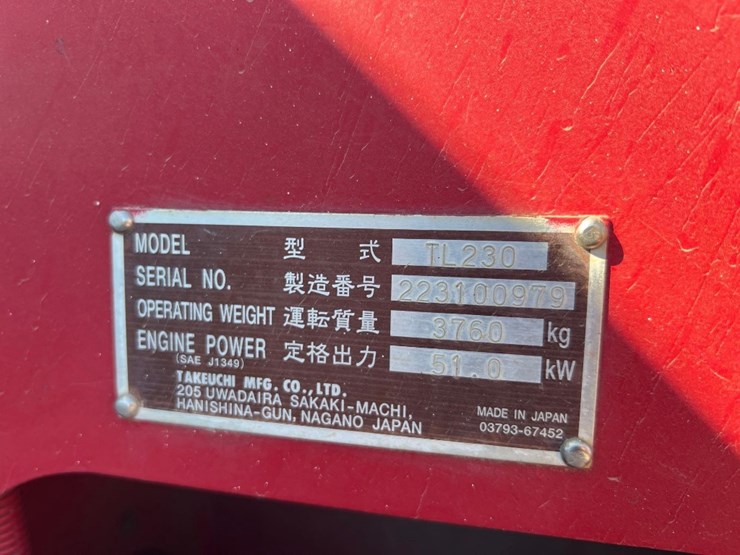 MODEL 型 式 TL230
SERIAL NO. 製造番号 223100979
OPERATING WEIGHT 運転質量 3760 kg
ENGINE POWER 定格出力 51.0 kW
(SAE J1349)
TAKEUCHI MFG. CO., LTD.
205 UWADAIRA SAKAKI-MACHI,
HANISHINA-GUN, NAGANO JAPAN
MADE IN JAPAN
03793-67452